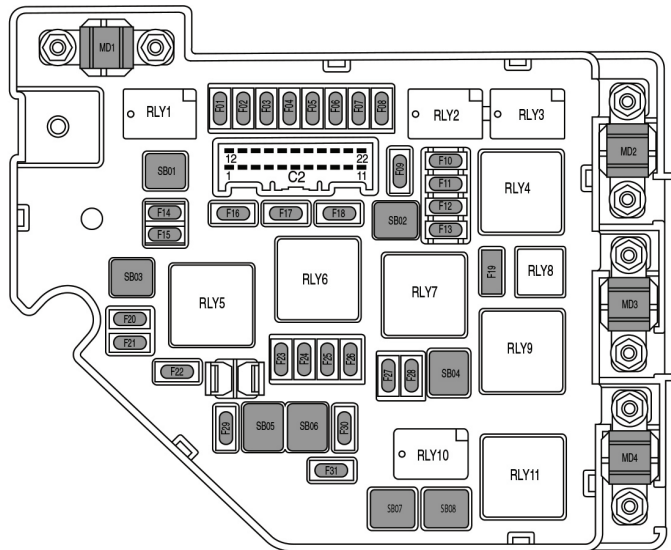 MD1
RLY1
F01 F02 F03 F04 F05 F06 F07 F08
RLY2
RLY3
12 22
1 C2 11
F09
F10
F11
F12
F13
RLY4
MD2
SB01
F14
F15
F16
F17
F18
SB02
SB03
RLY5
RLY6
RLY7
F19
RLY8
MD3
F20
F21
F22
F23 F24 F25 F26
F27 F28
SB04
RLY9
F29
SB05
SB06
F30
F31
RLY10
RLY11
MD4
SB07
SB08